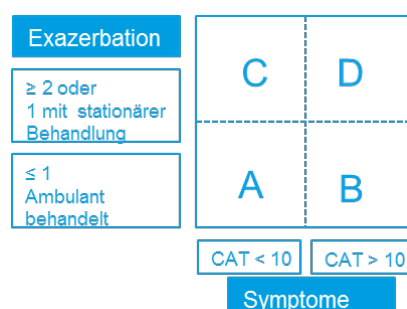 Exazerbation
≥ 2 oder
1 mit stationärer
Behandlung
≤ 1
Ambulant
behandelt
C D
A B
CAT < 10 CAT > 10
Symptome